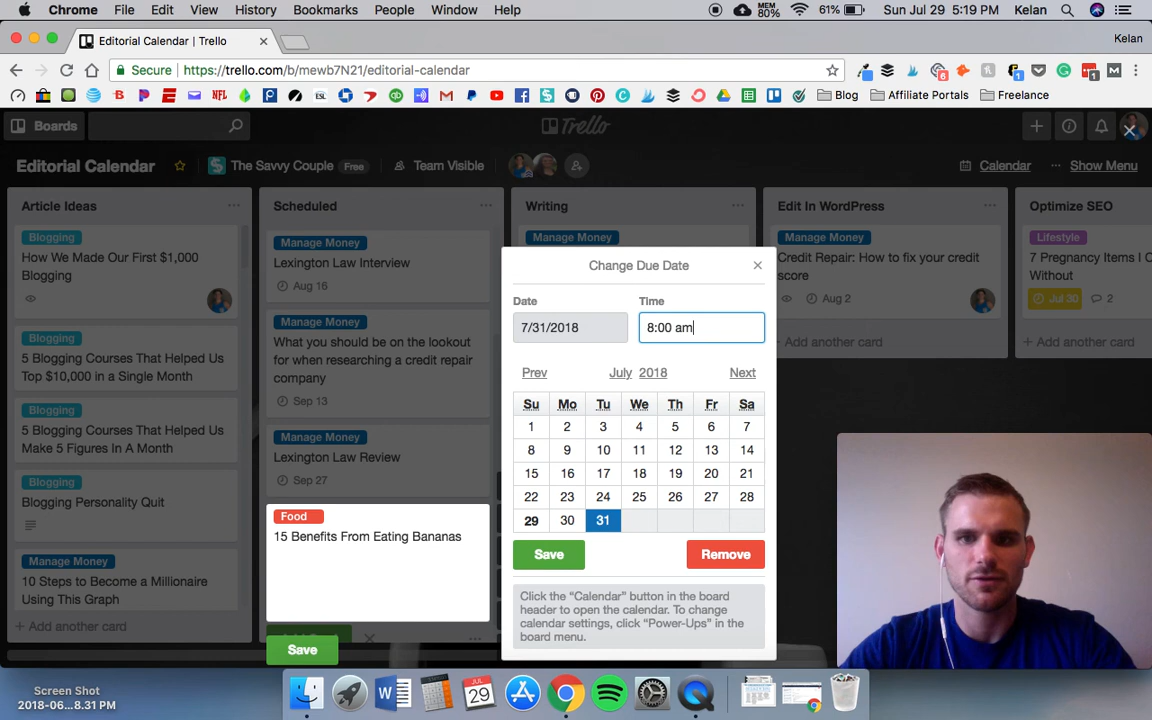 Chrome File Edit View History Bookmarks People Window Help MEM 80% 61% Sun Jul 29 5:19 PM Kelan
Editorial Calendar | Trello Kelan
Secure https://trello.com/b/mewb7N21/editorial-calendar 6 1 1
NFL ESL Blog Affiliate Portals Freelance
Boards Trello
Editorial Calendar The Savvy Couple Free Team Visible Calendar ... Show Menu
Article Ideas
Blogging
How We Made Our First $1,000
Blogging
Blogging
5 Blogging Courses That Helped Us
Top $10,000 in a Single Month
Blogging
5 Blogging Courses That Helped Us
Make 5 Figures In A Month
Blogging
Blogging Personality Quit
Manage Money
10 Steps to Become a Millionaire
Using This Graph
+ Add another card
Scheduled
Manage Money
Lexington Law Interview
Aug 16
Manage Money
What you should be on the lookout
for when researching a credit repair
company
Sep 13
Manage Money
Lexington Law Review
Sep 27
Food
15 Benefits From Eating Bananas
Save
Writing
Manage Money
Change Due Date
Date Time
7/31/2018 8:00 am
Prev July 2018 Next
Su Mo Tu We Th Fr Sa
1 2 3 4 5 6 7
8 9 10 11 12 13 14
15 16 17 18 19 20 21
22 23 24 25 26 27 28
29 30 31
Save Remove
Click the “Calendar” button in the board
header to open the calendar. To change
calendar settings, click “Power-Ups” in the
board menu.
Edit In WordPress
Manage Money
Credit Repair: How to fix your credit
score
Aug 2
Add another card
Optimize SEO
Lifestyle
7 Pregnancy Items I C
Without
Jul 30 2
+ Add another card
JUL
29
Screen Shot
2018-06...8.31 PM